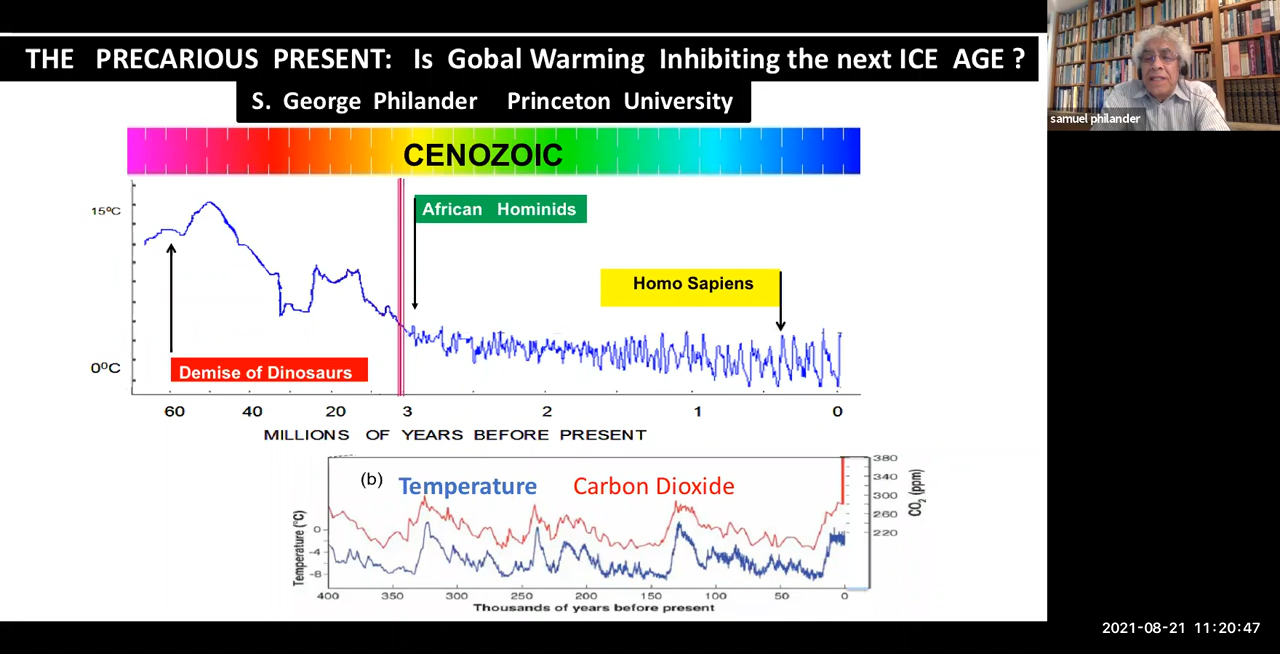 THE PRECARIOUS PRESENT: Is Gobal Warming Inhibiting the next ICE AGE ?
S. George Philander Princeton University
samuel philander
CENOZOIC
15ºC
African Hominids
Homo Sapiens
0ºC
Demise of Dinosaurs
60 40 20 3 2 1 0
MILLIONS OF YEARS BEFORE PRESENT
(b) Temperature Carbon Dioxide
380
340
300
260
220
CO2 (ppm)
Temperature (°C)
0
-4
-8
400 350 300 250 200 150 100 50 0
Thousands of years before present
2021-08-21 11:20:47